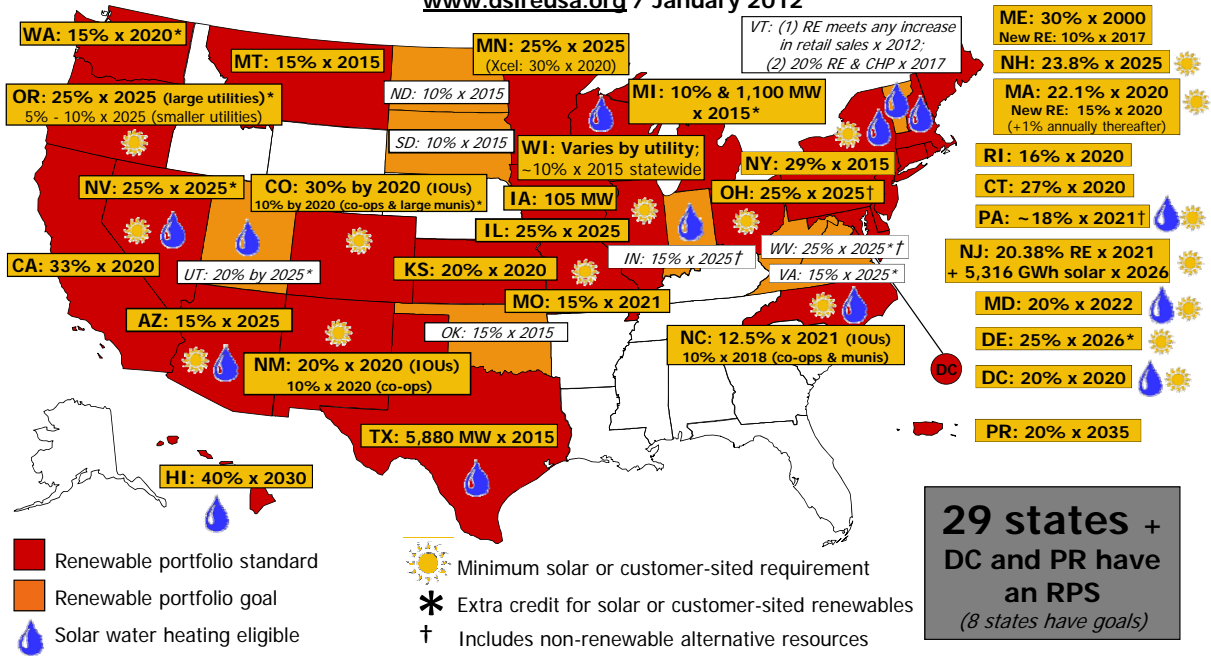 www.dsireusa.org / January 2012
WA: 15% x 2020*
MT: 15% x 2015
MN: 25% x 2025
(Xcel: 30% x 2020)
VT: (1) RE meets any increase
in retail sales x 2012;
(2) 20% RE & CHP x 2017
ME: 30% x 2000
New RE: 10% x 2017
NH: 23.8% x 2025
OR: 25% x 2025 (large utilities)*
5% - 10% x 2025 (smaller utilities)
ND: 10% x 2015
MI: 10% & 1,100 MW
x 2015*
MA: 22.1% x 2020
New RE: 15% x 2020
(+1% annually thereafter)
SD: 10% x 2015
WI: Varies by utility;
~10% x 2015 statewide
NY: 29% x 2015
RI: 16% x 2020
NV: 25% x 2025*
CO: 30% by 2020 (IOUs)
10% by 2020 (co-ops & large munis)*
IA: 105 MW
OH: 25% x 2025†
CT: 27% x 2020
IL: 25% x 2025
PA: ~18% x 2021†
CA: 33% x 2020
UT: 20% by 2025*
KS: 20% x 2020
IN: 15% x 2025†
WV: 25% x 2025*†
VA: 15% x 2025*
NJ: 20.38% RE x 2021
+ 5,316 GWh solar x 2026
MO: 15% x 2021
MD: 20% x 2022
AZ: 15% x 2025
OK: 15% x 2015
NC: 12.5% x 2021 (IOUs)
10% x 2018 (co-ops & munis)
DE: 25% x 2026*
NM: 20% x 2020 (IOUs)
10% x 2020 (co-ops)
DC
DC: 20% x 2020
TX: 5,880 MW x 2015
PR: 20% x 2035
HI: 40% x 2030
29 states +
DC and PR have
an RPS
(8 states have goals)
Renewable portfolio standard
Renewable portfolio goal
Solar water heating eligible
Minimum solar or customer-sited requirement
* Extra credit for solar or customer-sited renewables
† Includes non-renewable alternative resources